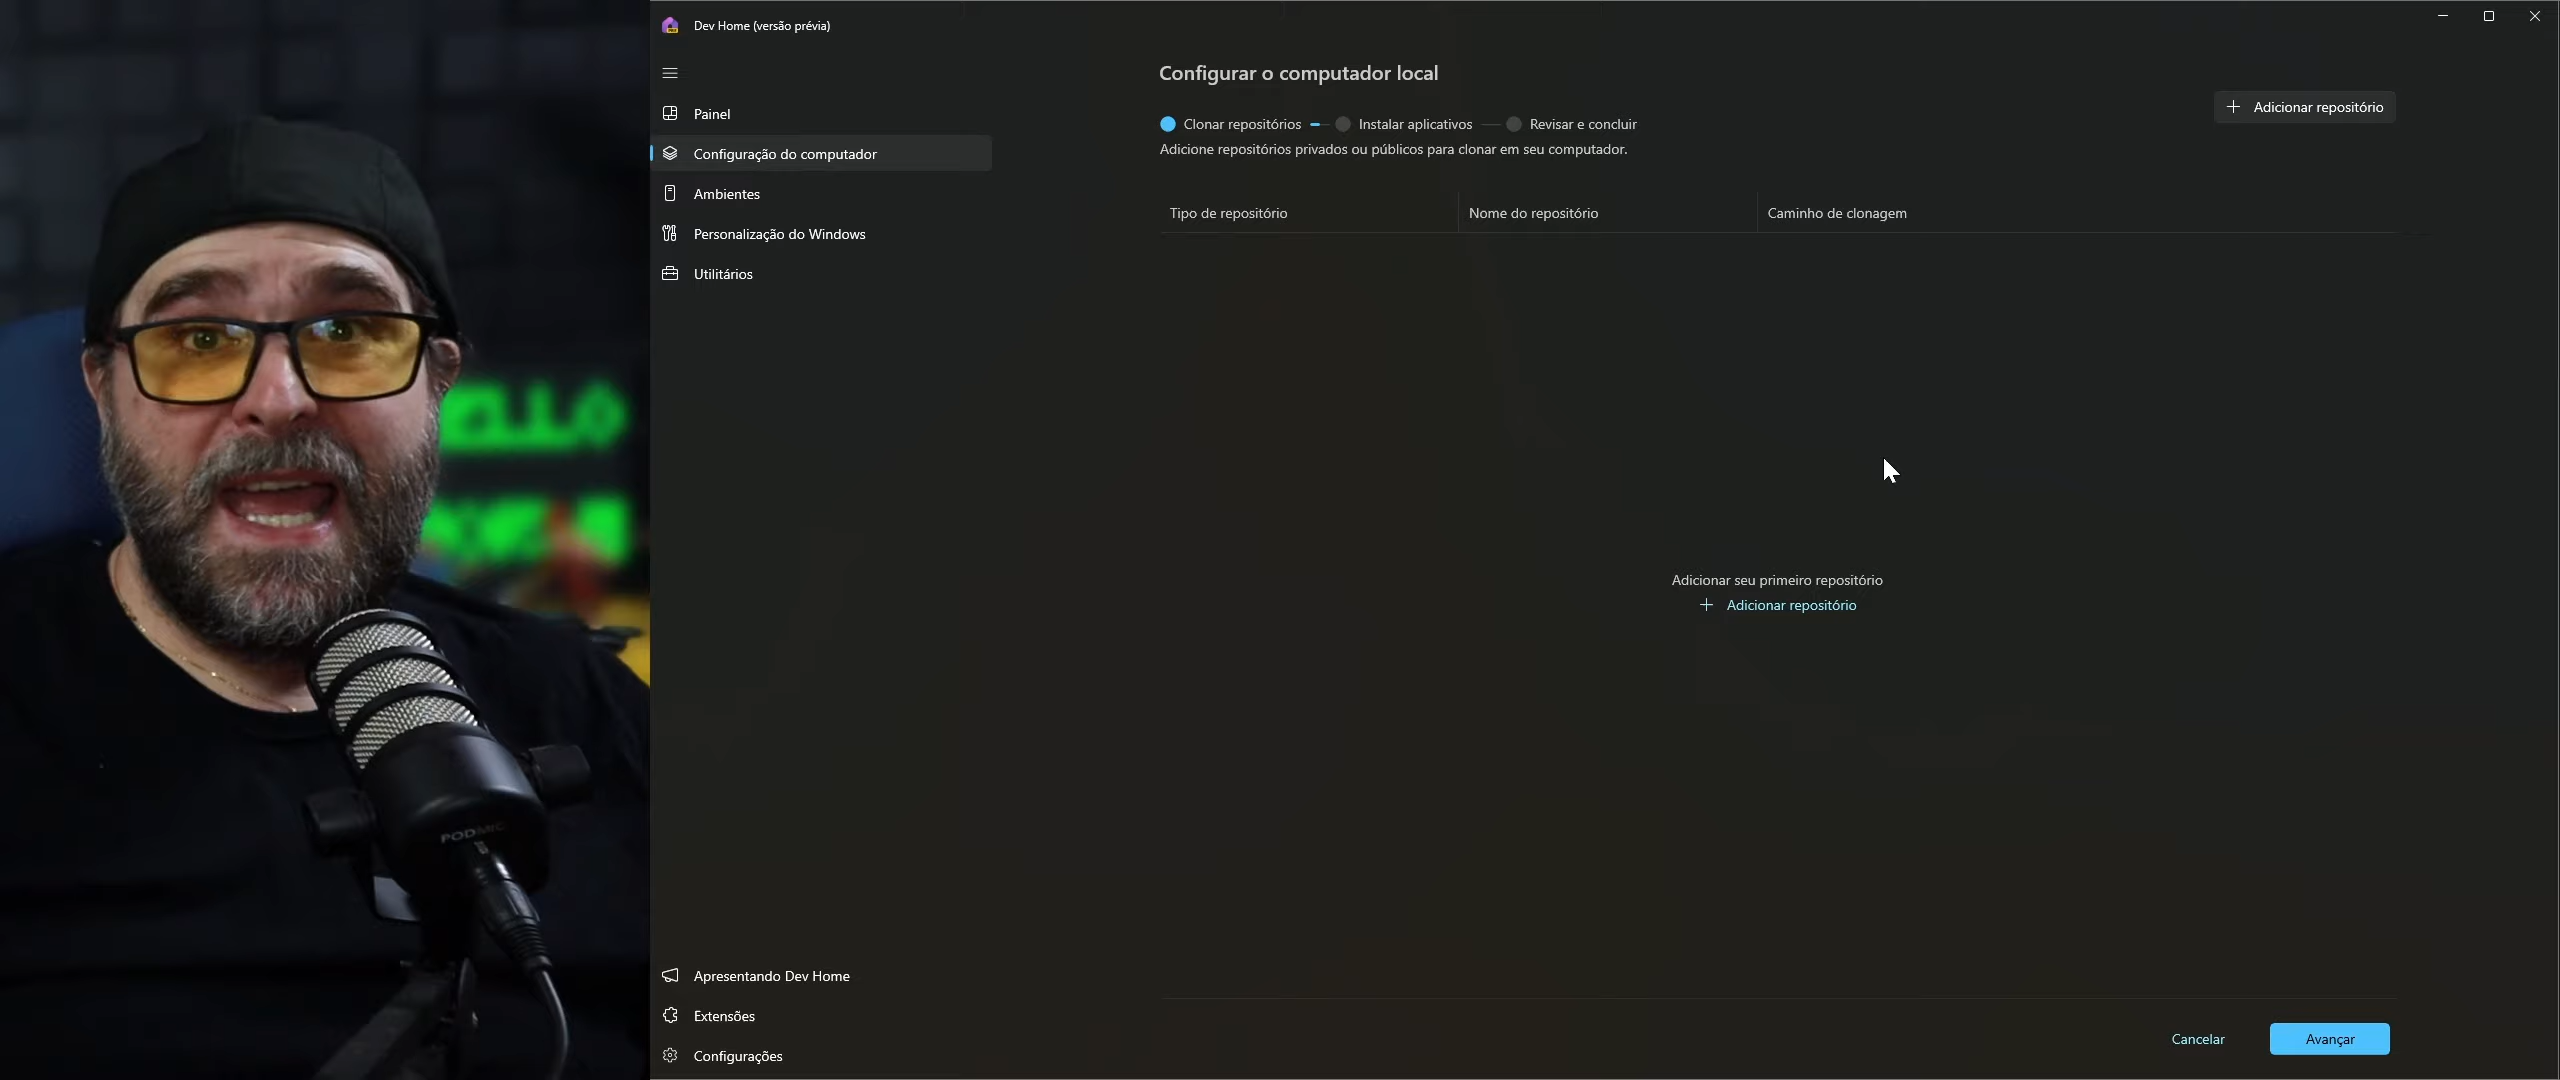 Dev Home (versão prévia)
Painel
Configuração do computador
Ambientes
Personalização do Windows
Utilitários
Apresentando Dev Home
Extensões
Configurações
Configurar o computador local
Adicionar repositório
Clonar repositórios
Instalar aplicativos
Revisar e concluir
Adicione repositórios privados ou públicos para clonar em seu computador.
Tipo de repositório
Nome do repositório
Caminho de clonagem
Adicionar seu primeiro repositório
Adicionar repositório
Cancelar
Avançar
PODMIC